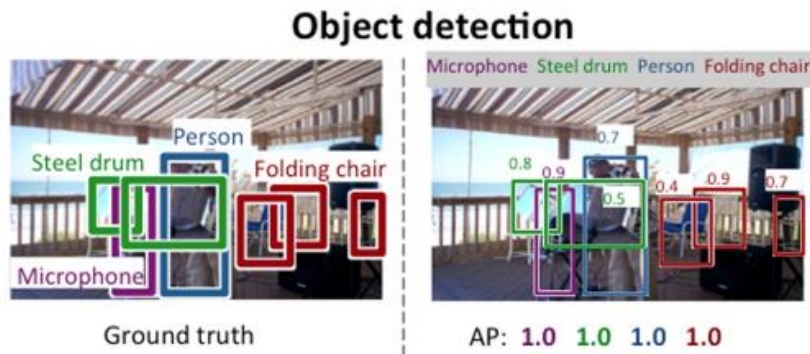 Object detection
Person
Steel drum
Folding chair
Microphone
Ground truth
Microphone Steel drum Person Folding chair
0.7
0.8
0.9
0.5
0.4
0.9
0.7
AP: 1.0 1.0 1.0 1.0